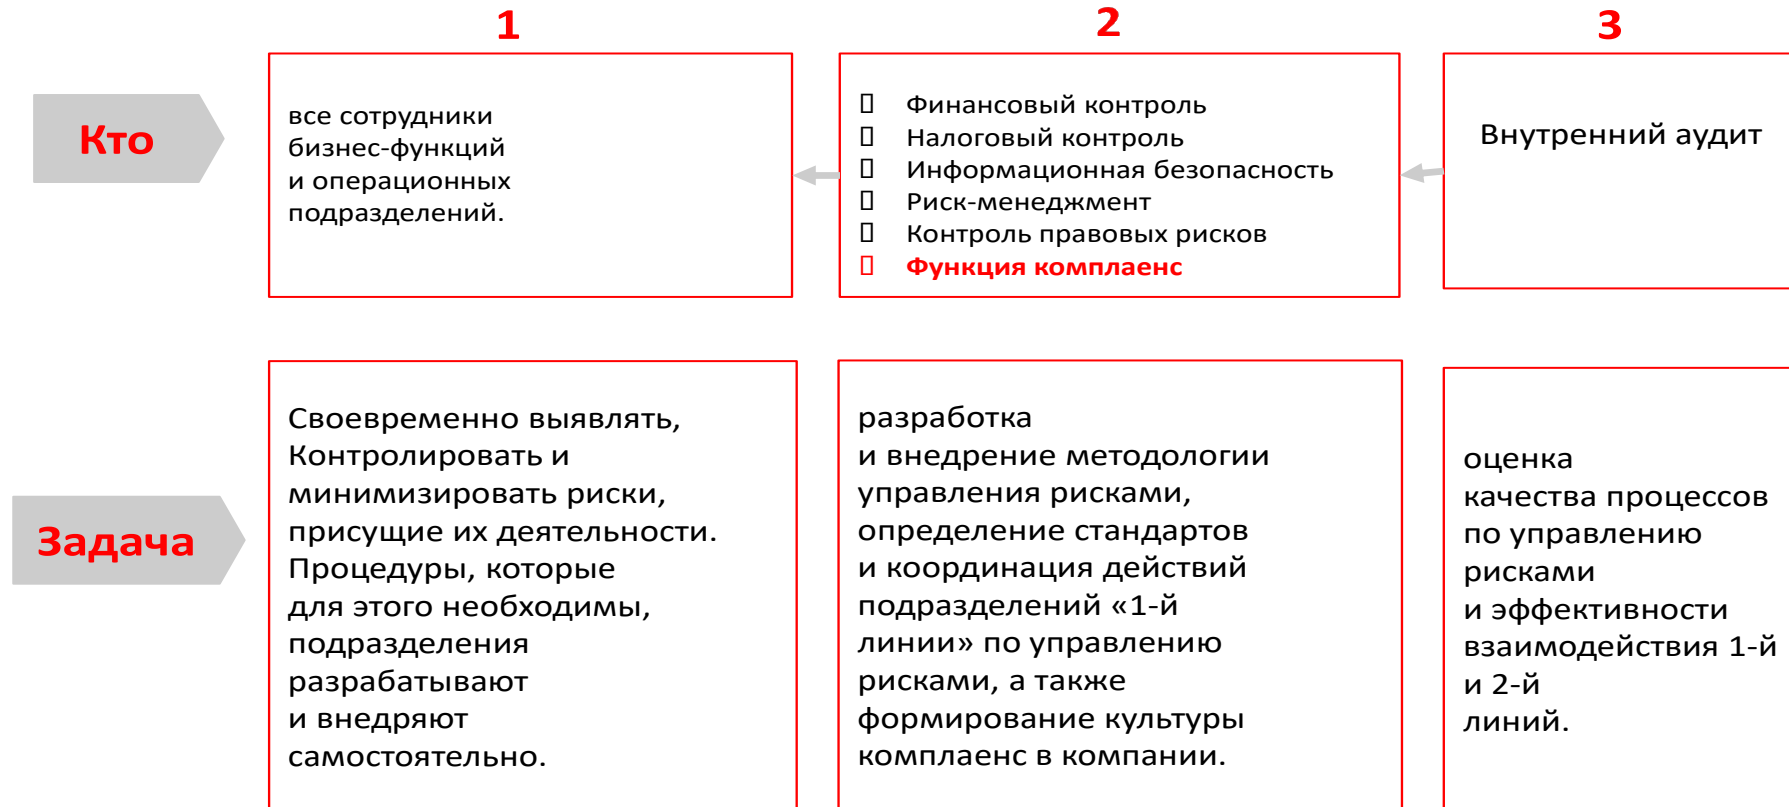 1
2
3
Кто
все сотрудники
бизнес-функций
и операционных
подразделений.
Финансовый контроль
Налоговый контроль
Информационная безопасность
Риск-менеджмент
Контроль правовых рисков
Функция комплаенс
Внутренний аудит
Задача
Своевременно выявлять,
Контролировать и
минимизировать риски,
присущие их деятельности.
Процедуры, которые
для этого необходимы,
подразделения
разрабатывают
и внедряют
самостоятельно.
разработка
и внедрение методологии
управления рисками,
определение стандартов
и координация действий
подразделений «1-й
линии» по управлению
рисками, а также
формирование культуры
комплаенс в компании.
оценка
качества процессов
по управлению
рисками
и эффективности
взаимодействия 1-й
и 2-й
линий.